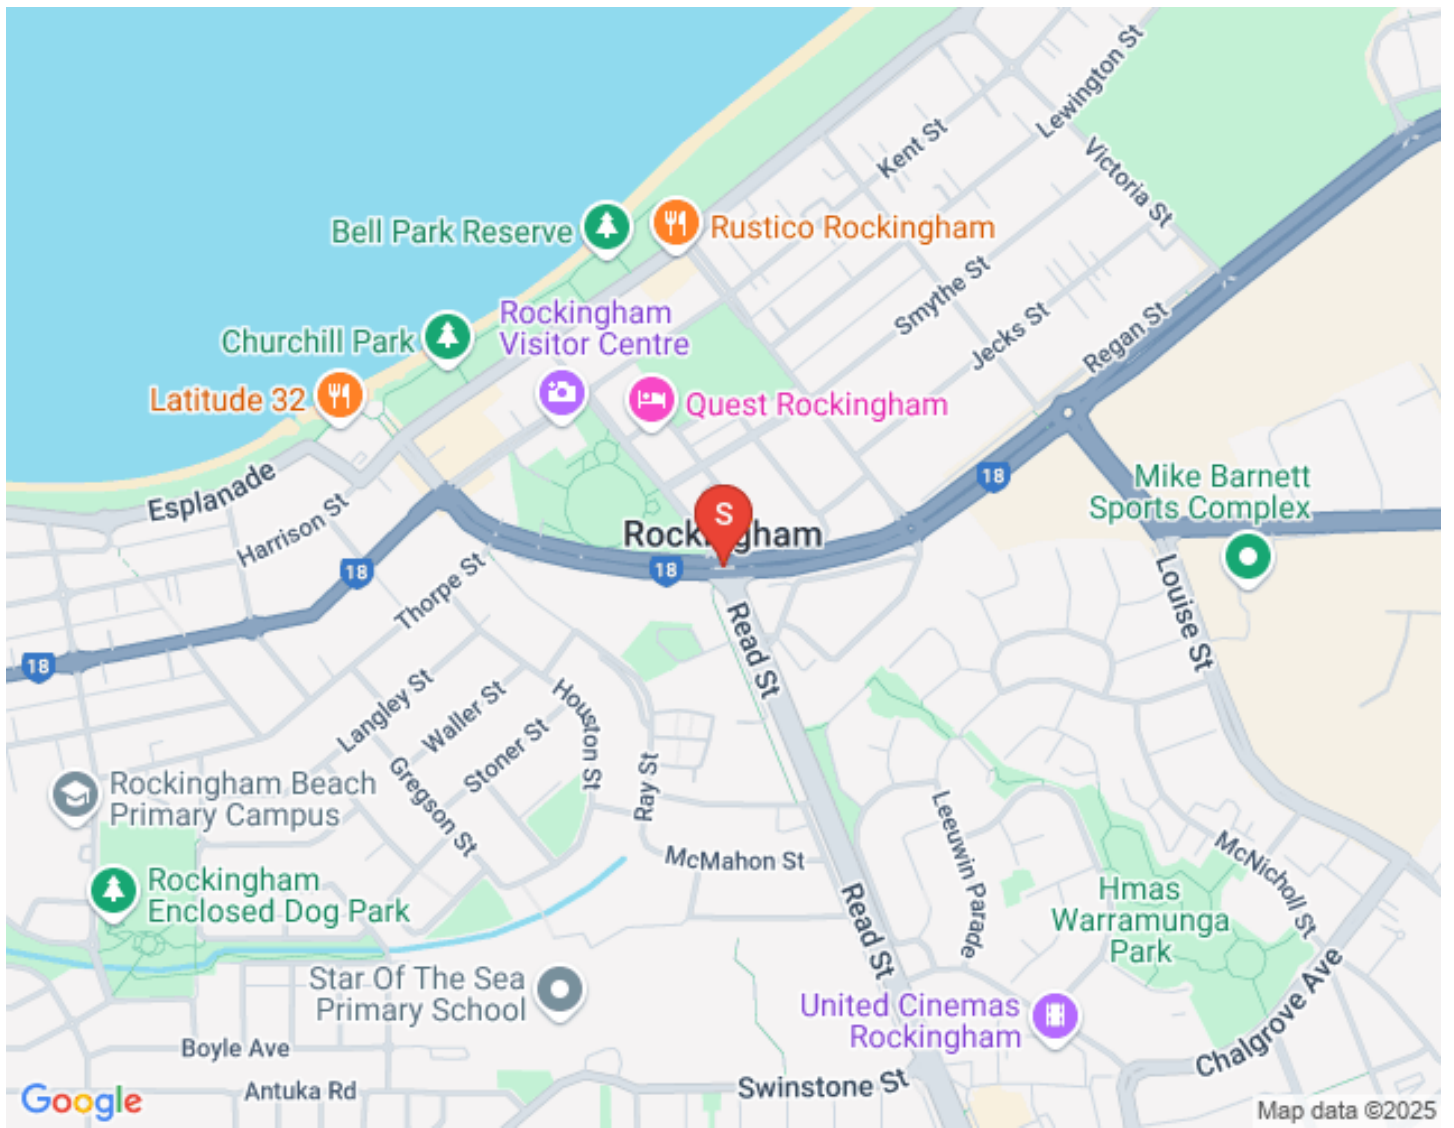 Lewington St
Kent St
Victoria St
Bell Park Reserve
Rustico Rockingham
Smythe St
Rockingham
Visitor Centre
Churchill Park
Jecks St
Regan St
Latitude 32
Quest Rockingham
Esplanade
Harrison St
18
Mike Barnett
Sports Complex
S
Rockingham
18
18
Thorpe St
Louise St
Read St
18
Langley St
Waller St
Houston St
Stoner St
Gregson St
Ray St
Rockingham Beach
Primary Campus
Leeuwin Parade
McMahon St
McNicholl St
Rockingham
Enclosed Dog Park
Hmas
Warramunga
Park
Read St
Star Of The Sea
Primary School
United Cinemas
Rockingham
Chalgrove Ave
Boyle Ave
Antuka Rd
Swinstone St
Google
Map data ©2025